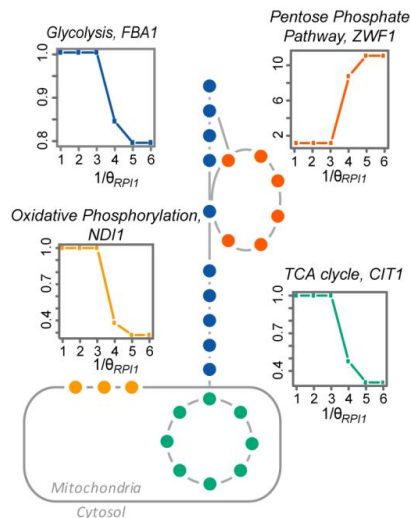 Glycolysis, FBA1
1.0
0.9
0.8
1 2 3 4 5 6
1/θRPI1
Pentose Phosphate
Pathway, ZWF1
10
6
2
1 2 3 4 5 6
1/θRPI1
Oxidative Phosphorylation,
NDI1
1.0
0.7
0.4
1 2 3 4 5 6
1/θRPI1
TCA clycle, CIT1
1.0
0.7
0.4
1 2 3 4 5 6
1/θRPI1
Mitochondria
Cytosol